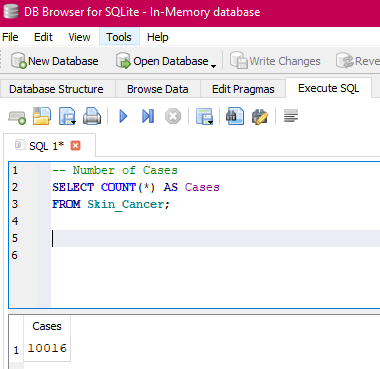 DB Browser for SQLite - In-Memory database
File Edit View Tools Help
New Database Open Database Write Changes
Database Structure Browse Data Edit Pragmas Execute SQL
SQL 1*
1 -- Number of Cases
2 SELECT COUNT(*) AS Cases
3 FROM Skin_Cancer;
4
5
6
Cases
1 10016